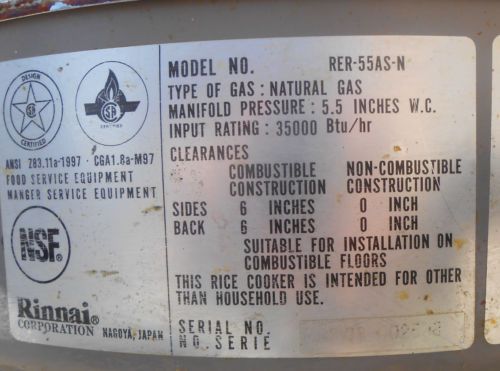 DESIGN
CERTIFIED
CERTIFIED
ANSI Z83.11a-1997 · CGA1.8a-M97
FOOD SERVICE EQUIPMENT
MANGER SERVICE EQUIPMENT
NSF
Rinnai®
CORPORATION NAGOYA, JAPAN
MODEL NO. RER-55AS-N
TYPE OF GAS : NATURAL GAS
MANIFOLD PRESSURE : 5.5 INCHES W.C.
INPUT RATING : 35000 Btu/hr
CLEARANCES
COMBUSTIBLE NON-COMBUSTIBLE
CONSTRUCTION CONSTRUCTION
SIDES 6 INCHES 0 INCH
BACK 6 INCHES 0 INCH
SUITABLE FOR INSTALLATION ON
COMBUSTIBLE FLOORS
THIS RICE COOKER IS INTENDED FOR OTHER
THAN HOUSEHOLD USE.
SERIAL NO.
NO. SERIE